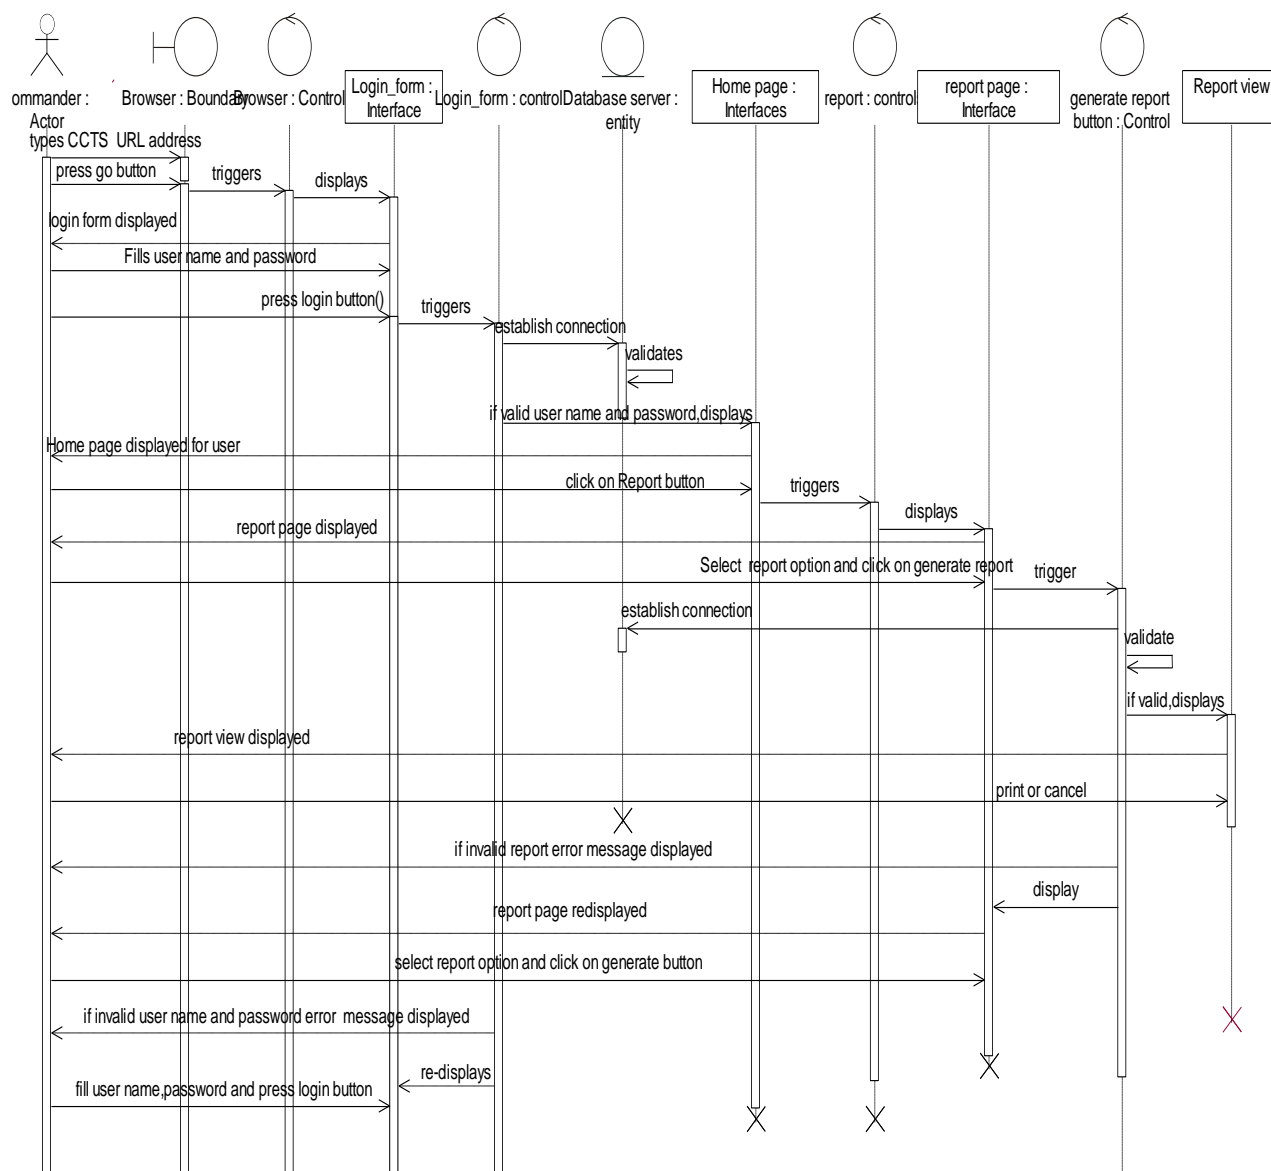 ommander :
Actor
Browser : Boundary
Browser : Control
Login_form :
Interface
Login_form : control
Database server :
entity
Home page :
Interfaces
report : control
report page :
Interface
generate report
button : Control
Report view
types CCTS URL address
press go button
triggers
displays
login form displayed
Fills user name and password
press login button()
triggers
establish connection
validates
if valid user name and password,displays
Home page displayed for user
click on Report button
triggers
displays
report page displayed
Select report option and click on generate report
trigger
establish connection
validate
if valid,displays
report view displayed
print or cancel
if invalid report error message displayed
display
report page redisplayed
select report option and click on generate button
if invalid user name and password error message displayed
re-displays
fill user name,password and press login button